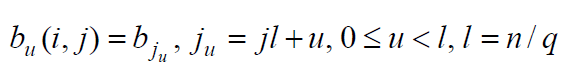 b_u (i, j) = b_{j_u} , j_u = jl + u, 0 ≤ u < l, l = n / q